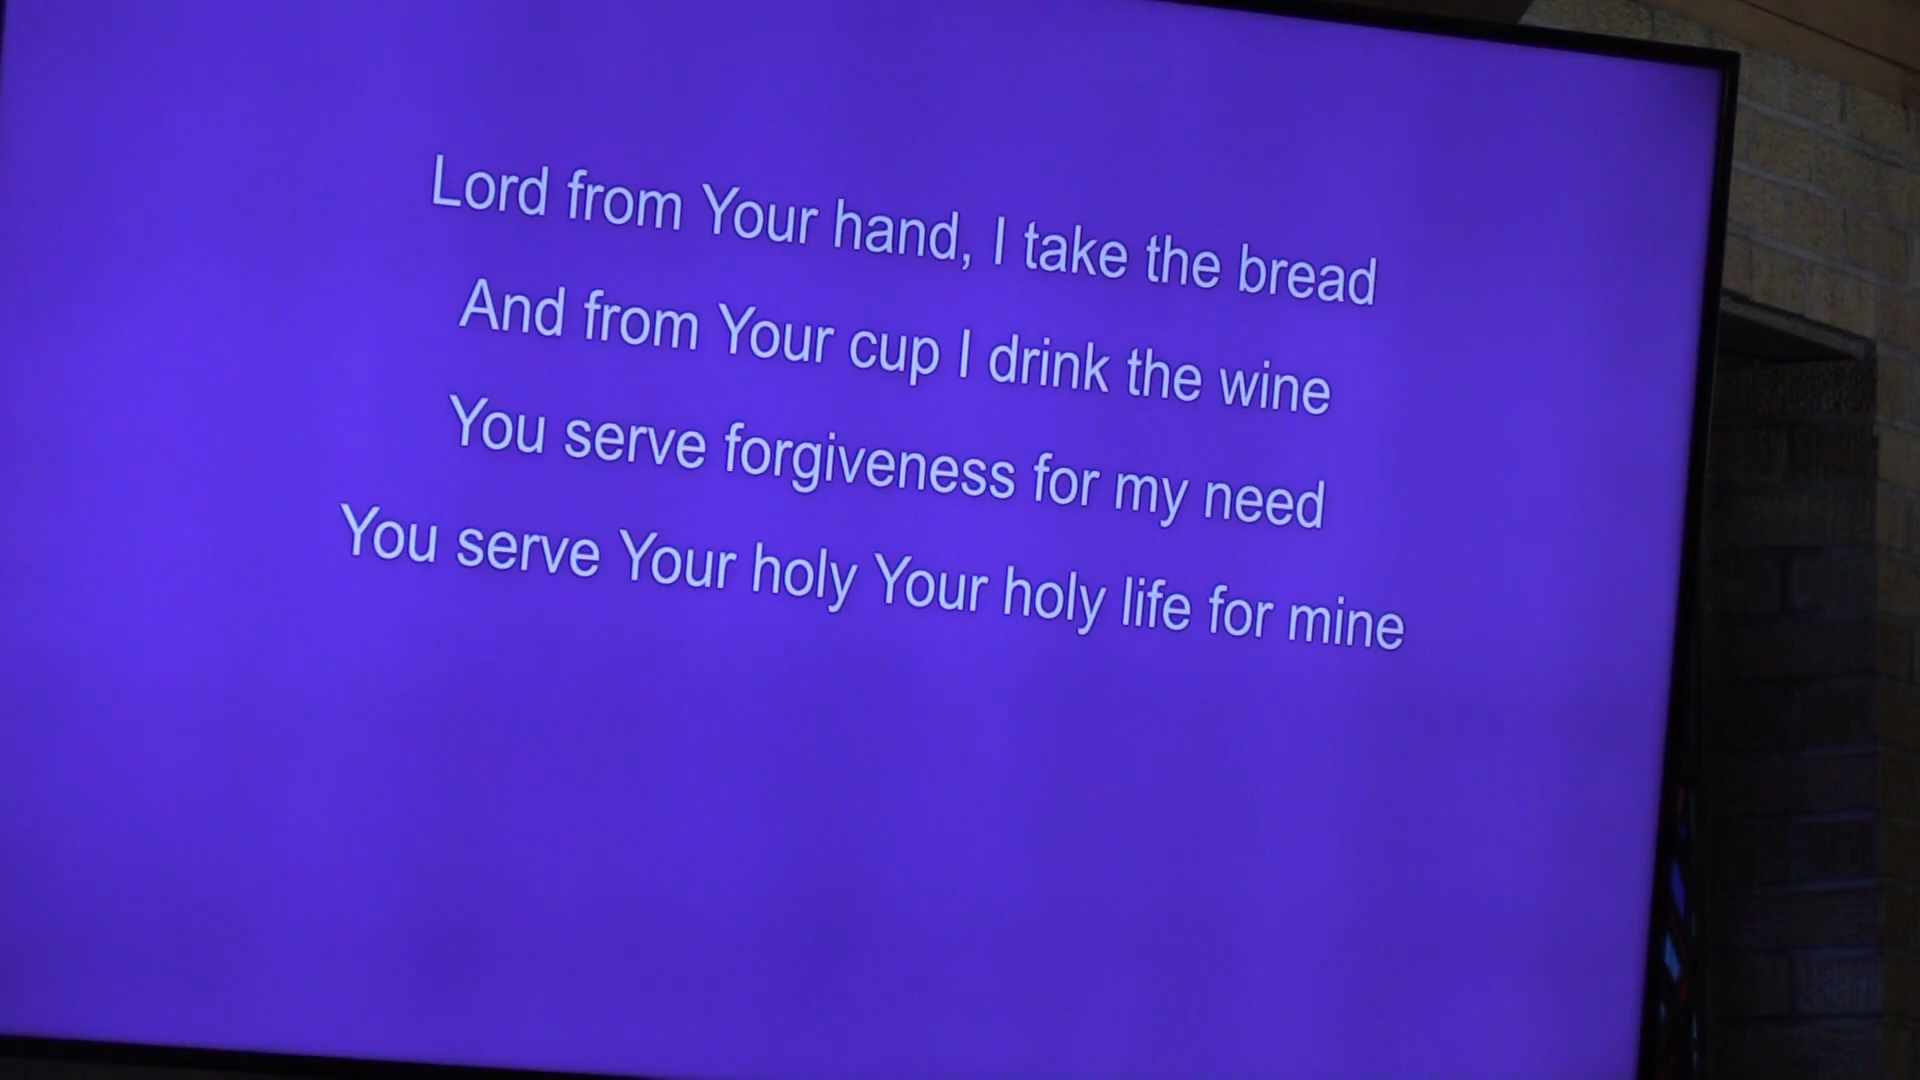 Lord from Your hand, I take the bread
And from Your cup I drink the wine
You serve forgiveness for my need
You serve Your holy Your holy life for mine